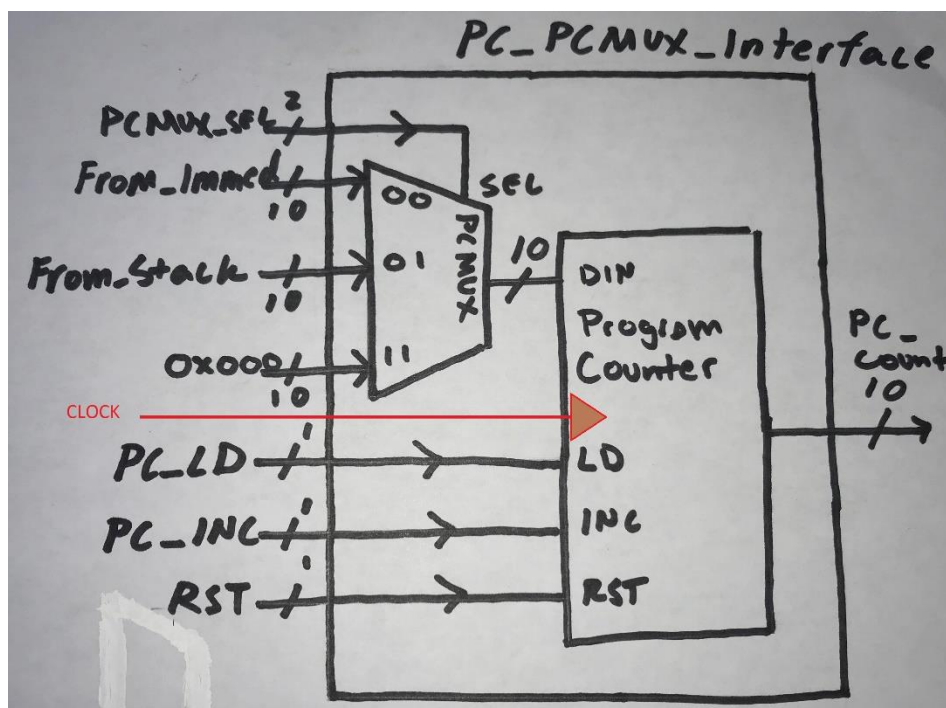 PC_PCMUX_Interface
PCMUX_SEL 2
From_Immed 10
SEL
00
From_Stack 10
01
PCMUX
10
DIN
Program
Counter
0x000 10
11
PC_
Count
10
CLOCK
PC_LD 1
LD
PC_INC 1
INC
RST 1
RST